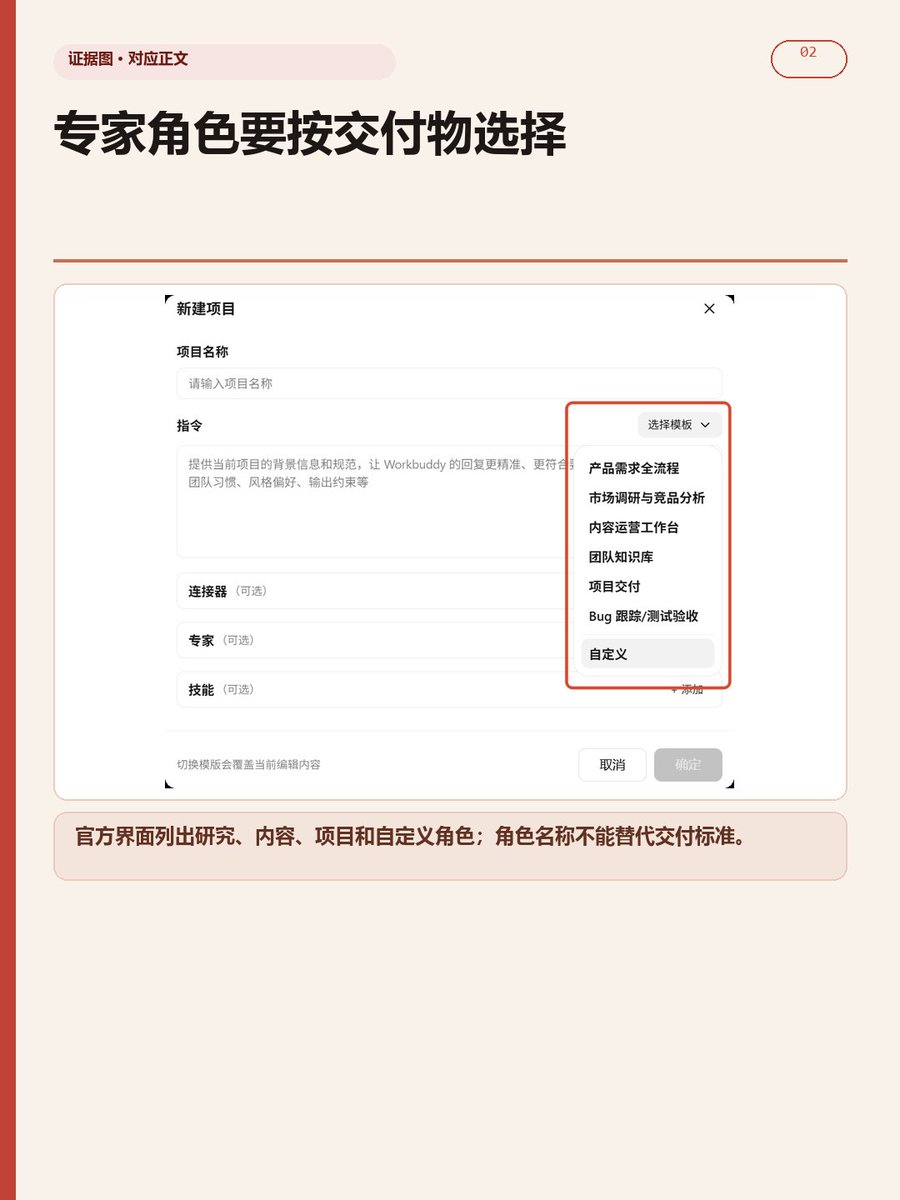 证据图·对应正文
02
专家角色要按交付物选择
新建项目
项目名称
请输入项目名称
指令
选择模板
提供当前项目的背景信息和规范，让 Workbuddy 的回复更精准、更符合
团队习惯、风格偏好、输出约束等
产品需求全流程
市场调研与竞品分析
内容运营工作台
团队知识库
项目交付
Bug 跟踪/测试验收
自定义
连接器（可选）
专家（可选）
技能（可选）
+ 添加
切换模版会覆盖当前编辑内容
取消
确定
官方界面列出研究、内容、项目和自定义角色；角色名称不能替代交付标准。